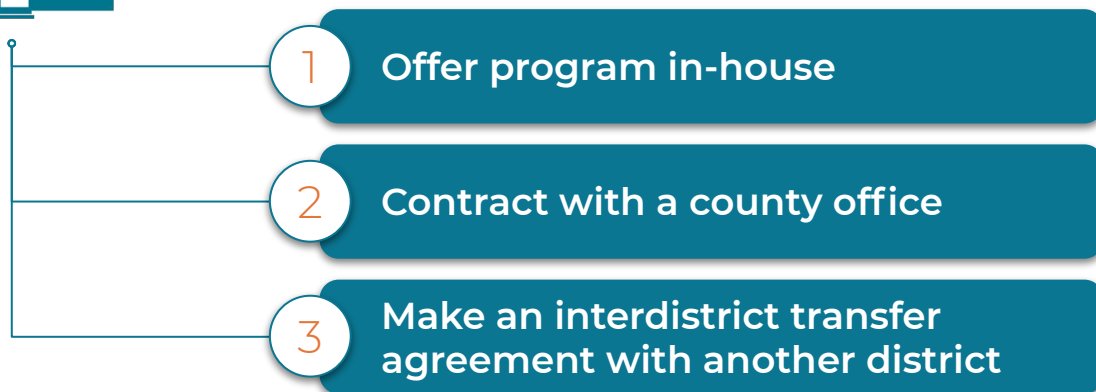 1
Offer program in-house
2
Contract with a county office
3
Make an interdistrict transfer
agreement with another district